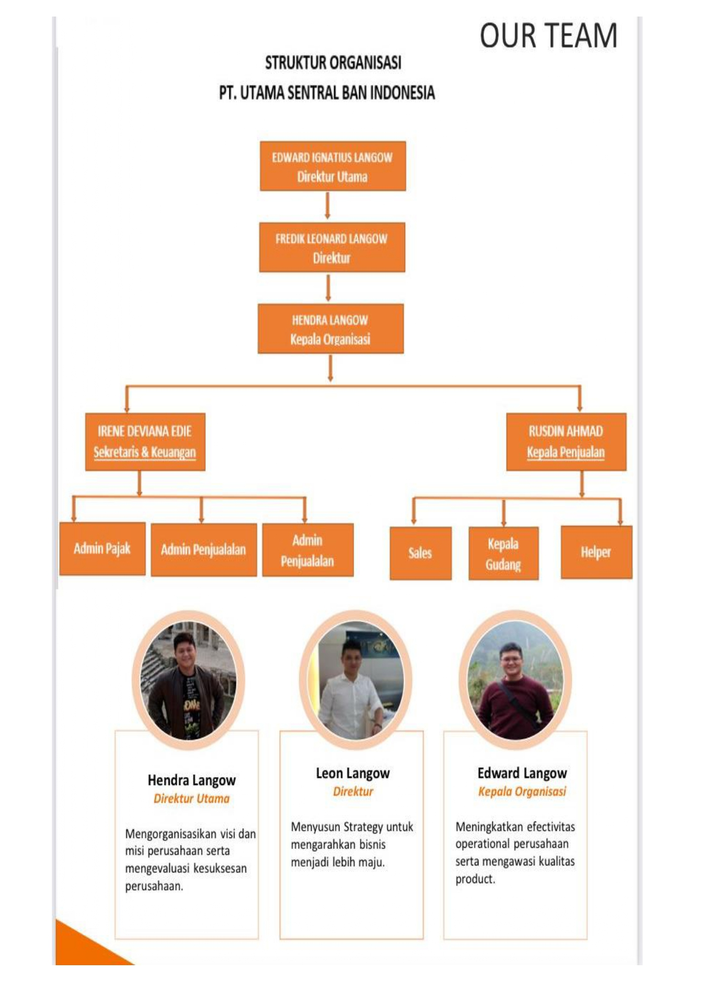 OUR TEAM
STRUKTUR ORGANISASI
PT. UTAMA SENTRAL BAN INDONESIA
EDWARD IGNATIUS LANGOW
Direktur Utama
FREDIK LEONARD LANGOW
Direktur
HENDRA LANGOW
Kepala Organisasi
IRENE DEVIANA EDIE
Sekretaris & Keuangan
RUSDIN AHMAD
Kepala Penjualan
Admin Pajak
Admin Penjualalan
Admin
Penjualalan
Sales
Kepala
Gudang
Helper
Hendra Langow
Direktur Utama
Mengorganisasikan visi dan
misi perusahaan serta
mengevaluasi kesuksesan
perusahaan.
Leon Langow
Direktur
Menyusun Strategy untuk
mengarahkan bisnis
menjadi lebih maju.
Edward Langow
Kepala Organisasi
Meningkatkan efectivitas
operational perusahaan
serta mengawasi kualitas
product.